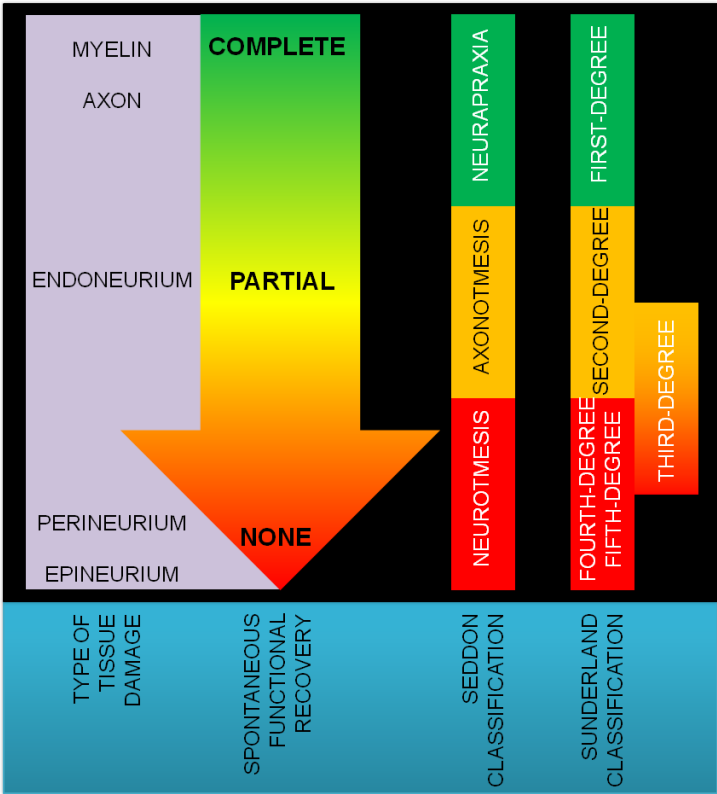 MYELIN
COMPLETE
AXON
ENDONEURIUM
PARTIAL
PERINEURIUM
NONE
EPINEURIUM
NEURAPRAXIA
AXONOTMESIS
NEUROTMESIS
FIRST-DEGREE
SECOND-DEGREE
FOURTH-DEGREE
FIFTH-DEGREE
THIRD-DEGREE
TYPE OF
TISSUE
DAMAGE
SPONTANEOUS
FUNCTIONAL
RECOVERY
SEDDON
CLASSIFICATION
SUNDERLAND
CLASSIFICATION